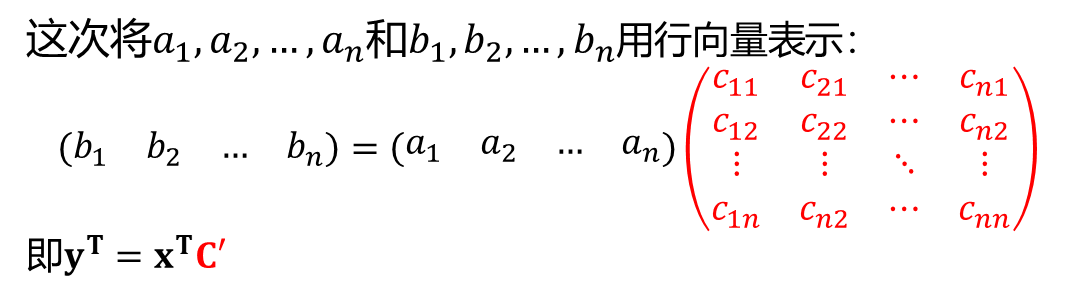 这次将a₁, a₂, …, aₙ和b₁, b₂, …, bₙ用行向量表示：
(b₁ b₂ … bₙ) = (a₁ a₂ … aₙ) ( c₁₁ c₂₁ ⋯ cₙ₁
c₁₂ c₂₂ ⋯ cₙ₂
⋮ ⋮ ⋱ ⋮
c₁ₙ cₙ₂ ⋯ cₙₙ )
即yᵀ = xᵀC′